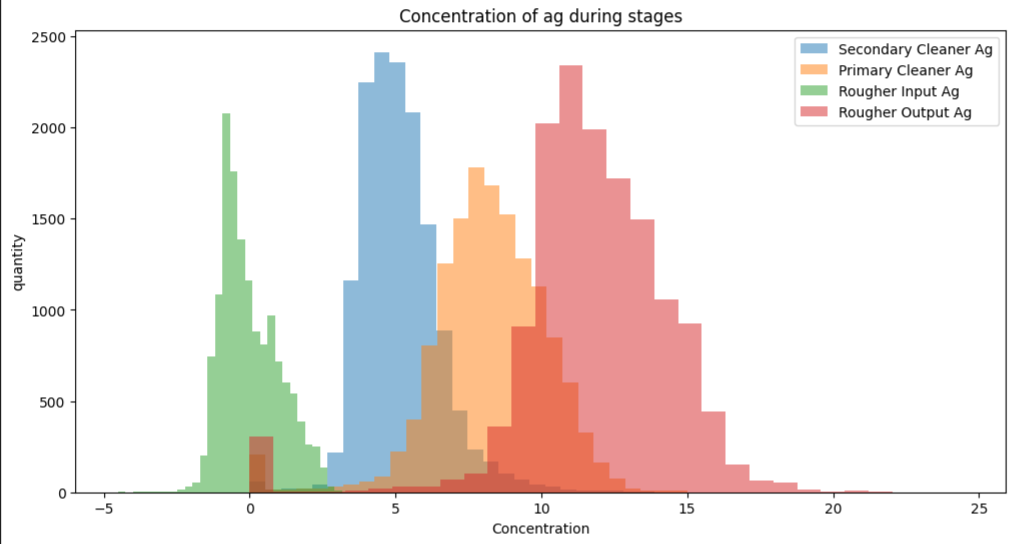 Concentration of ag during stages
Secondary Cleaner Ag
Primary Cleaner Ag
Rougher Input Ag
Rougher Output Ag
2500
2000
1500
1000
500
0
quantity
−5 0 5 10 15 20 25
Concentration